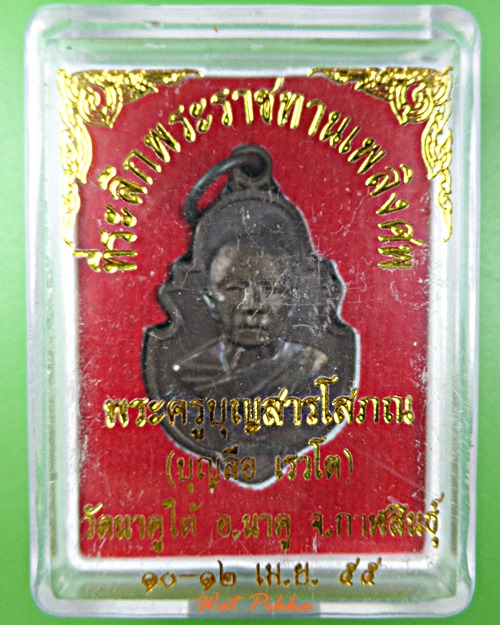 ที่ระลึกพระราชทานเพลิงศพ
พระครูบุญสารโสภณ
(บุญลือ เรวโต)
วัดนาคูใต้ อ.นาคู จ.กาฬสินธุ์
๑๐-๑๒ เม.ย. ๕๕
Wat Pikka